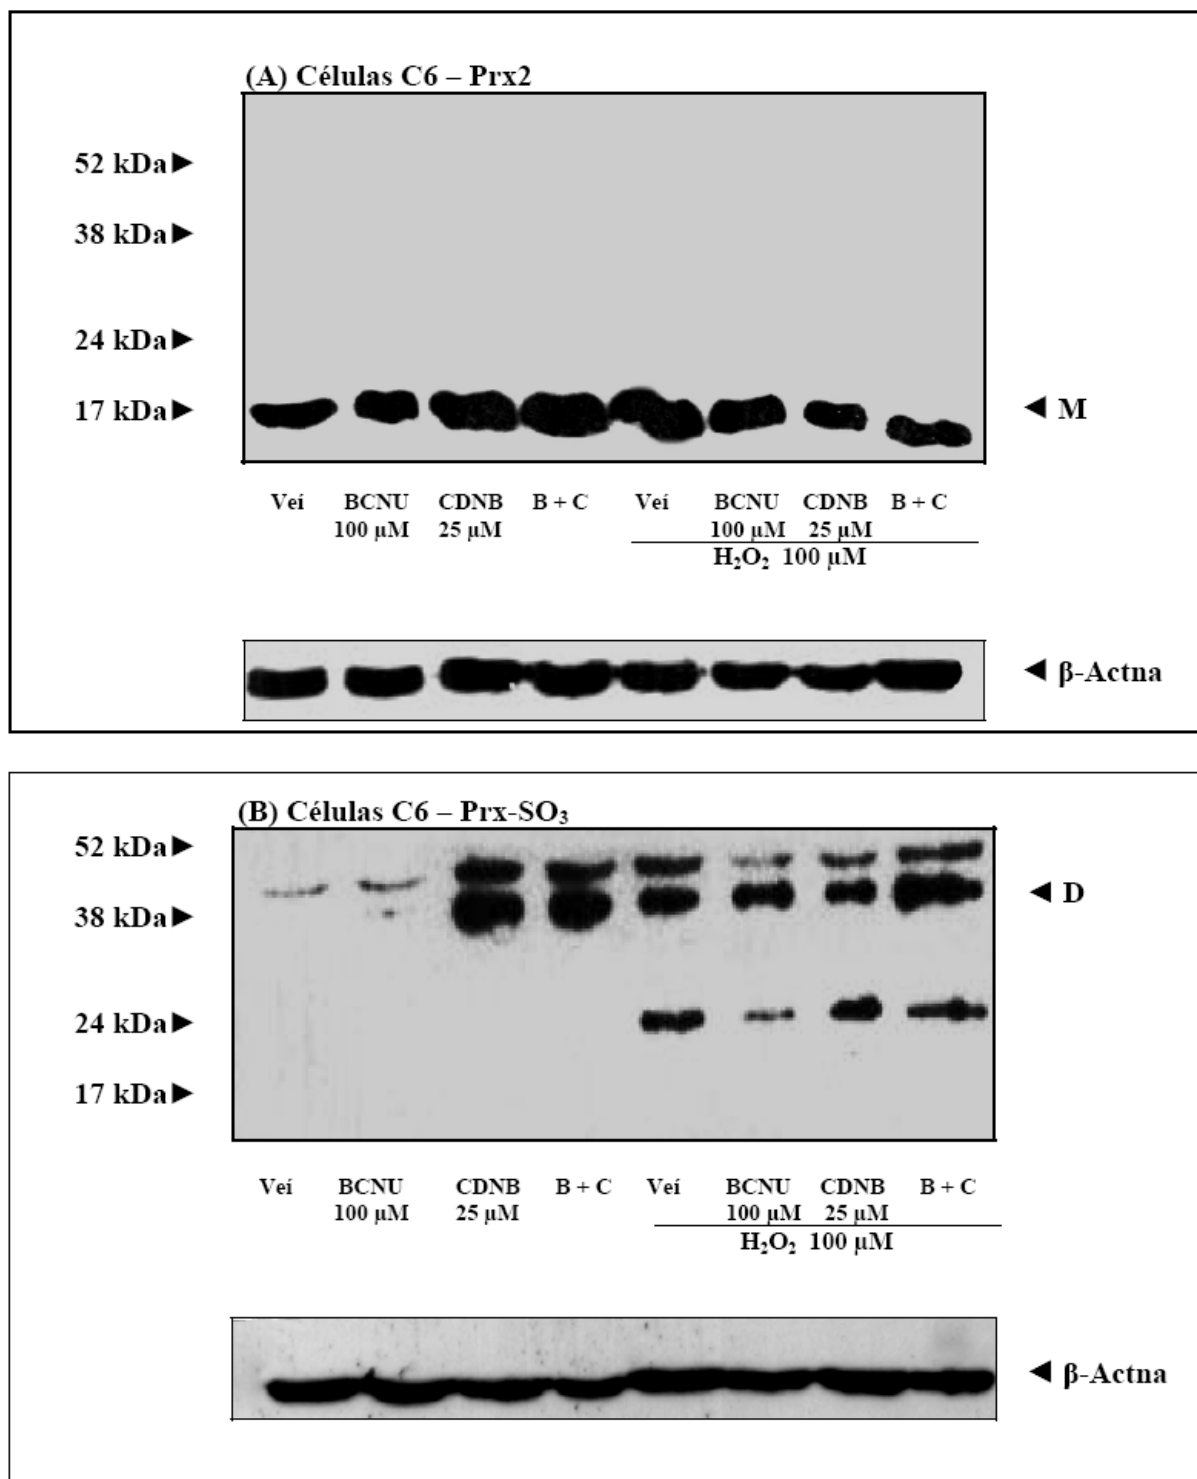 (A) Células C6 – Prx2
52 kDa►
38 kDa►
24 kDa►
17 kDa►
◄ M
Veí BCNU CDNB B + C Veí BCNU CDNB B + C
100 µM 25 µM 100 µM 25 µM
H₂O₂ 100 µM
◄ β-Actna
(B) Células C6 – Prx-SO₃
52 kDa►
◄ D
38 kDa►
24 kDa►
17 kDa►
Veí BCNU CDNB B + C Veí BCNU CDNB B + C
100 µM 25 µM 100 µM 25 µM
H₂O₂ 100 µM
◄ β-Actna